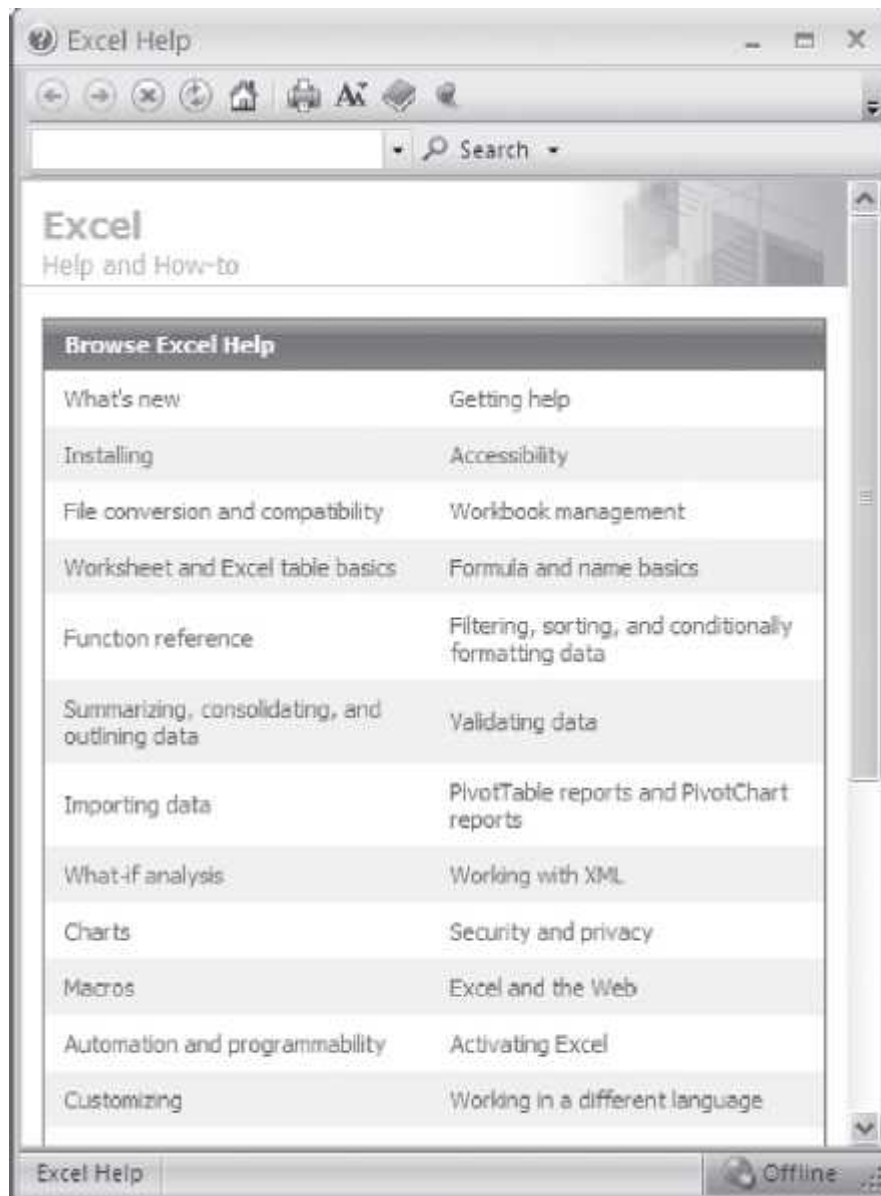 Excel Help
Search
Excel
Help and How-to
Browse Excel Help
What's new
Getting help
Installing
Accessibility
File conversion and compatibility
Workbook management
Worksheet and Excel table basics
Formula and name basics
Function reference
Filtering, sorting, and conditionally
formatting data
Summarizing, consolidating, and
outlining data
Validating data
Importing data
PivotTable reports and PivotChart
reports
What-if analysis
Working with XML
Charts
Security and privacy
Macros
Excel and the Web
Automation and programmability
Activating Excel
Customizing
Working in a different language
Excel Help
Offline